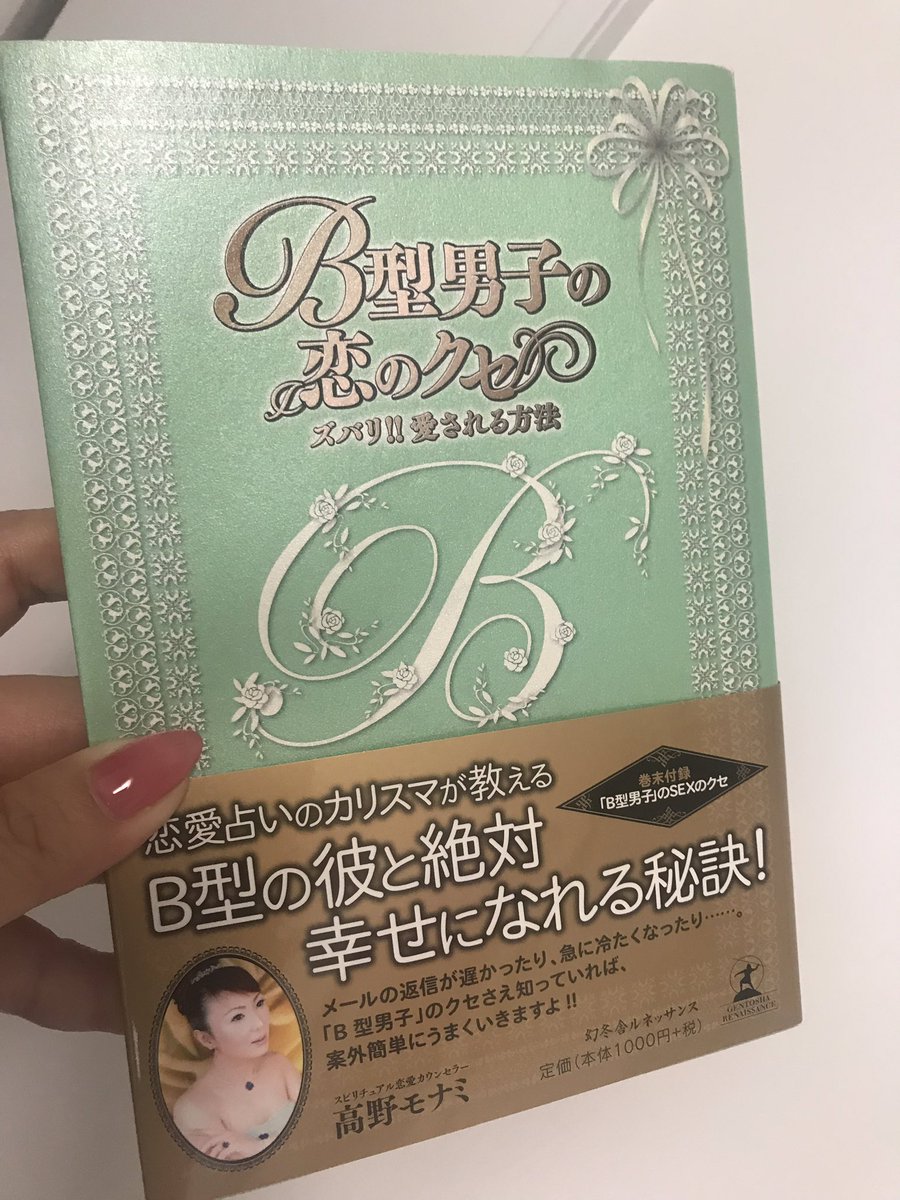 B型男子の
恋のクセ
ズバリ!!愛される方法
B
恋愛占いのカリスマが教える
B型の彼と絶対
幸せになれる秘訣!
巻末付録
「B型男子」のSEXのクセ
メールの返信が遅かったり、急に冷たくなったり……。
「B型男子」のクセさえ知っていれば、
案外簡単にうまくいきますよ!!
スピリチュアル恋愛カウンセラー
高野モナミ
幻冬舎ルネッサンス
定価(本体1000円+税)
GENTOSHA
RENAISSANCE